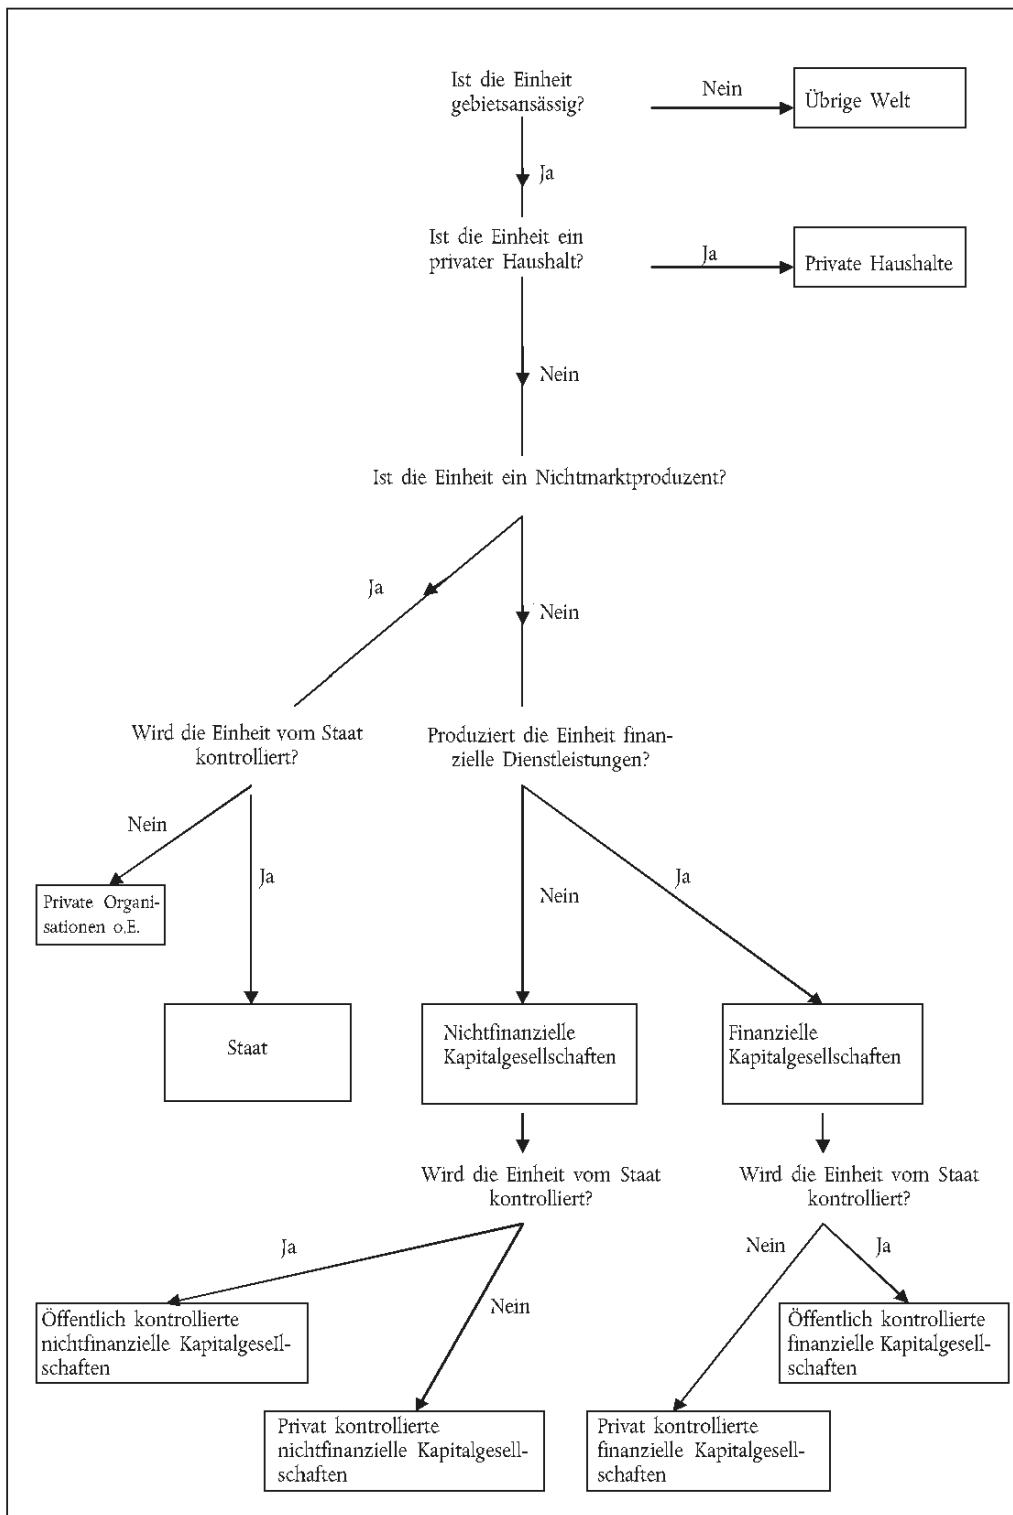 Ist die Einheit
gebietsansässig?
Nein
Übrige Welt
Ja
Ist die Einheit ein
privater Haushalt?
Ja
Private Haushalte
Nein
Ist die Einheit ein Nichtmarktproduzent?
Ja
Nein
Wird die Einheit vom Staat
kontrolliert?
Produziert die Einheit finan-
zielle Dienstleistungen?
Nein
Ja
Nein
Ja
Private Organi-
sationen o.E.
Staat
Nichtfinanzielle
Kapitalgesellschaften
Finanzielle
Kapitalgesellschaften
Wird die Einheit vom Staat
kontrolliert?
Wird die Einheit vom Staat
kontrolliert?
Ja
Nein
Nein
Ja
Öffentlich kontrollierte
nichtfinanzielle Kapitalgesell-
schaften
Öffentlich kontrollierte
finanzielle Kapitalgesell-
schaften
Privat kontrollierte
nichtfinanzielle Kapitalgesell-
schaften
Privat kontrollierte
finanzielle Kapitalgesell-
schaften